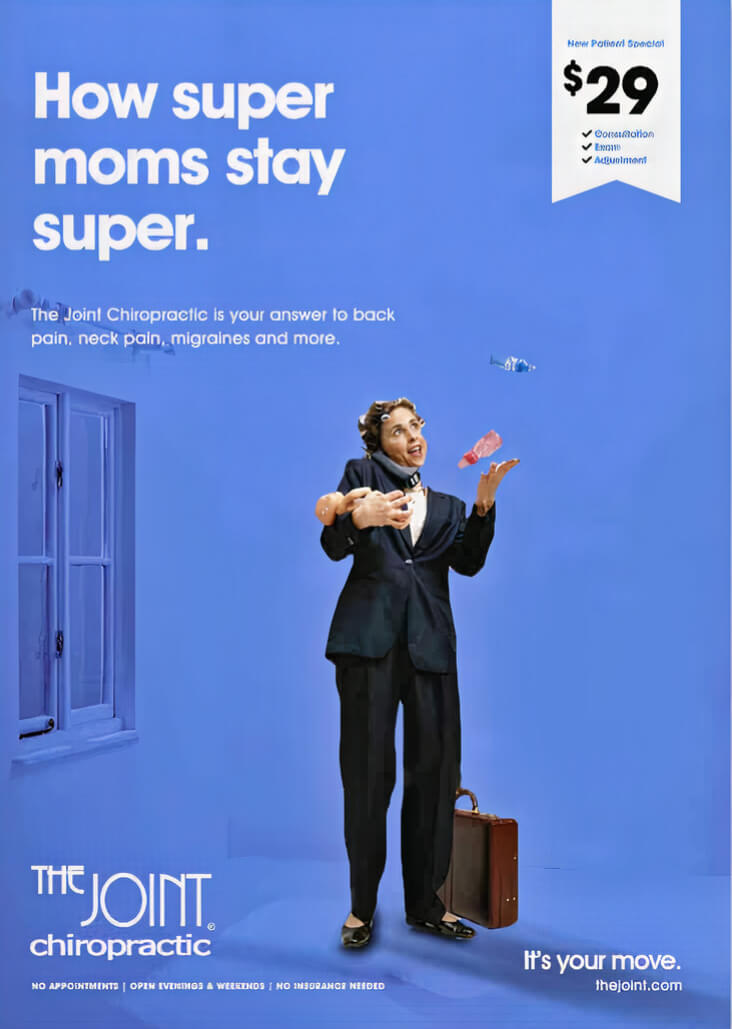 New Patient Special
$29
✓ Consultation
✓ Exam
✓ Adjustment
How super
moms stay
super.
The Joint Chiropractic is your answer to back
pain, neck pain, migraines and more.
THE JOINT®
chiropractic
NO APPOINTMENTS | OPEN EVENINGS & WEEKENDS | NO INSURANCE NEEDED
It's your move.
thejoint.com